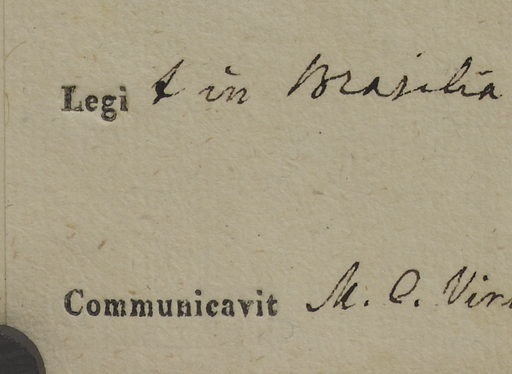 Legi t in Brasilia
Communicavit M. C. Vir